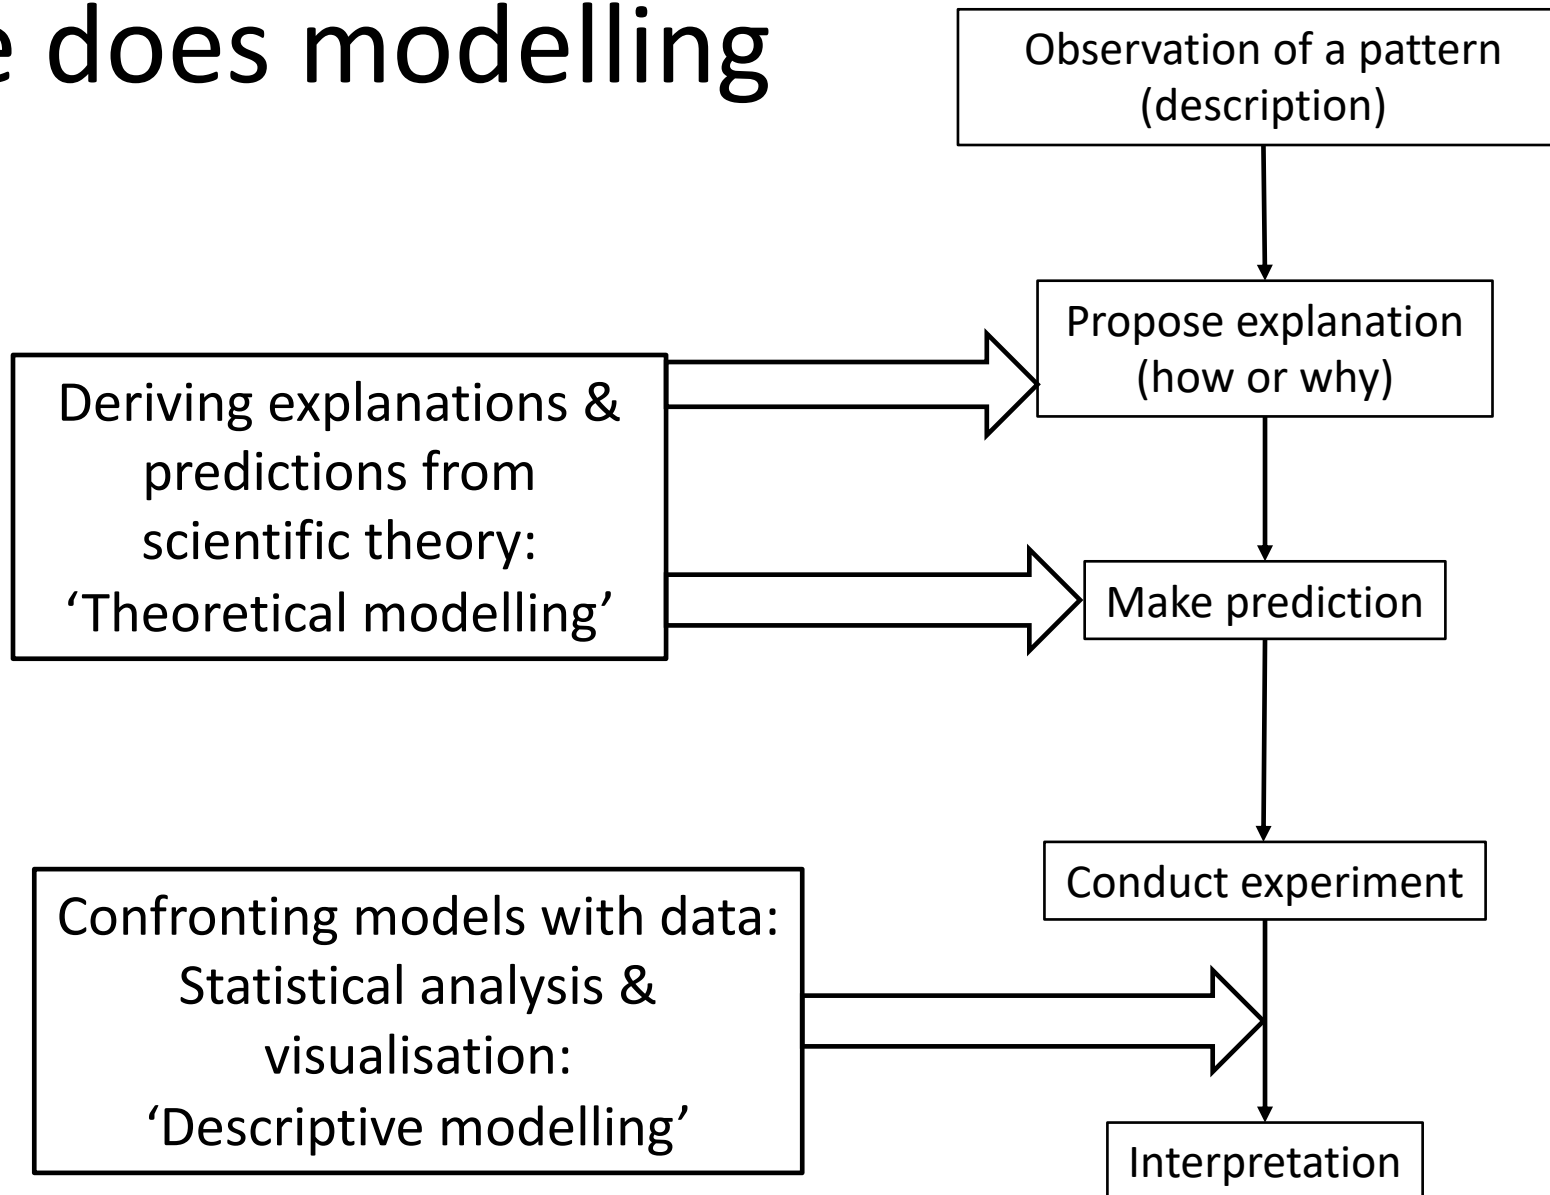 e does modelling
Observation of a pattern
(description)
Propose explanation
(how or why)
Deriving explanations &
predictions from
scientific theory:
‘Theoretical modelling’
Make prediction
Conduct experiment
Confronting models with data:
Statistical analysis &
visualisation:
‘Descriptive modelling’
Interpretation